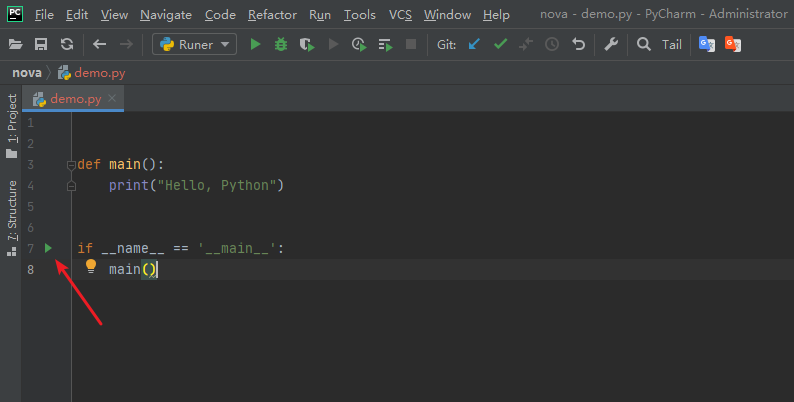 PC File Edit View Navigate Code Refactor Run Tools VCS Window Help nova - demo.py - PyCharm - Administrator
Runer Git: Tail
nova demo.py
demo.py
1: Project
7: Structure
1
2
3 def main():
4 print("Hello, Python")
5
6
7 if __name__ == '__main__':
8 main()